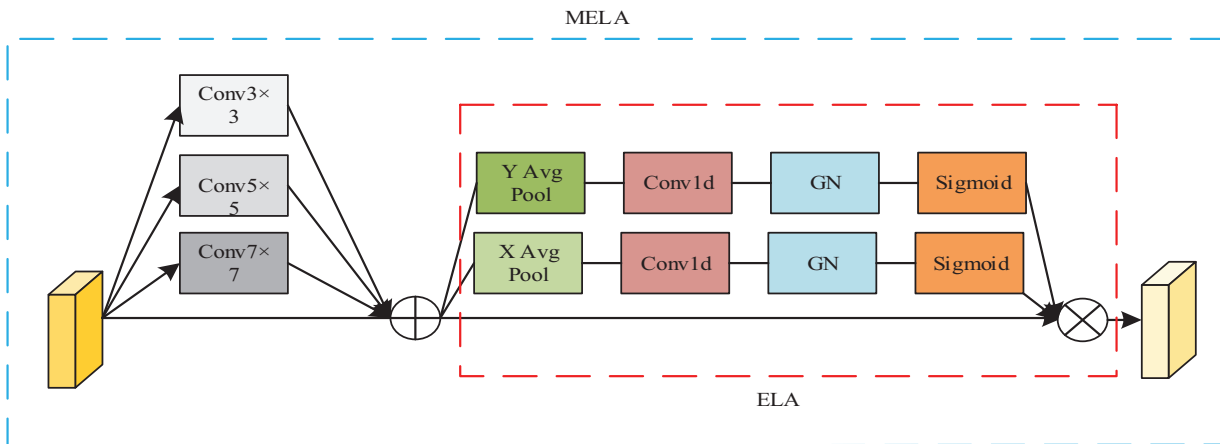 MELA
Conv3×
3
Conv5×
5
Conv7×
7
Y Avg
Pool
Conv1d
GN
Sigmoid
X Avg
Pool
Conv1d
GN
Sigmoid
ELA